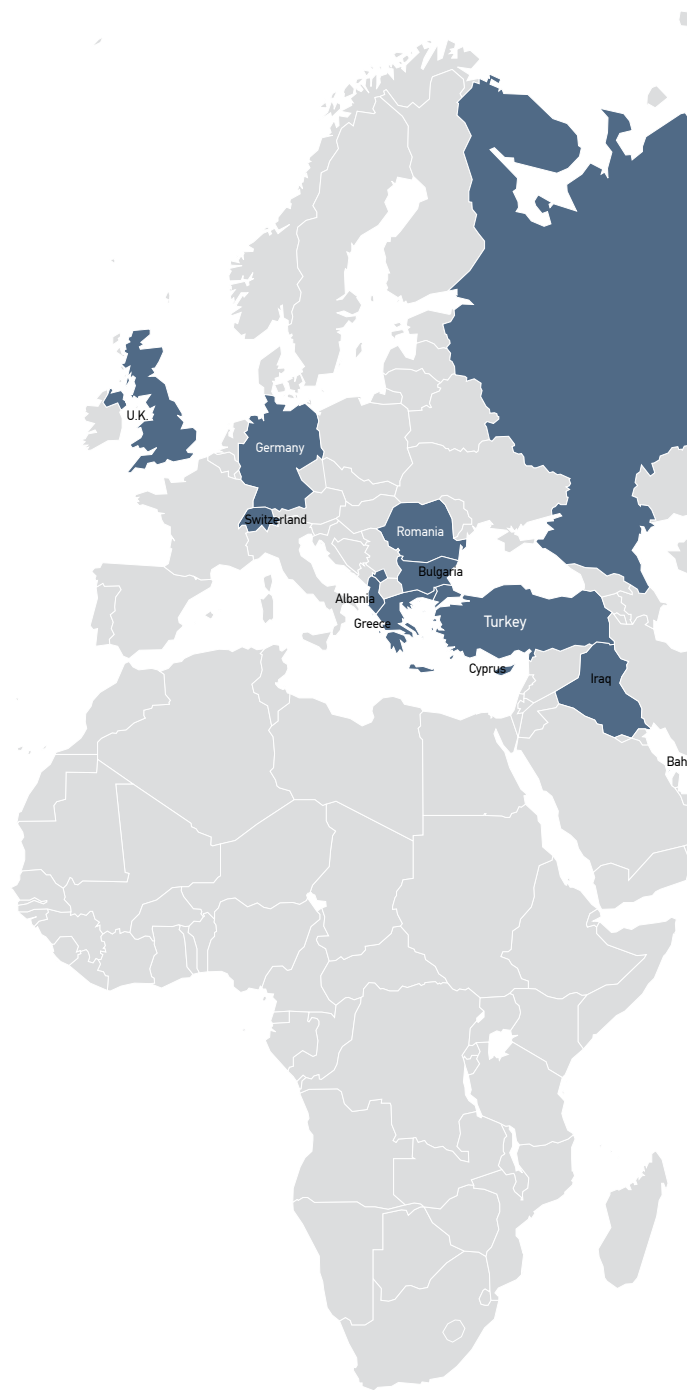 U.K.
Germany
Switzerland
Romania
Bulgaria
Albania
Greece
Turkey
Cyprus
Iraq
Bah